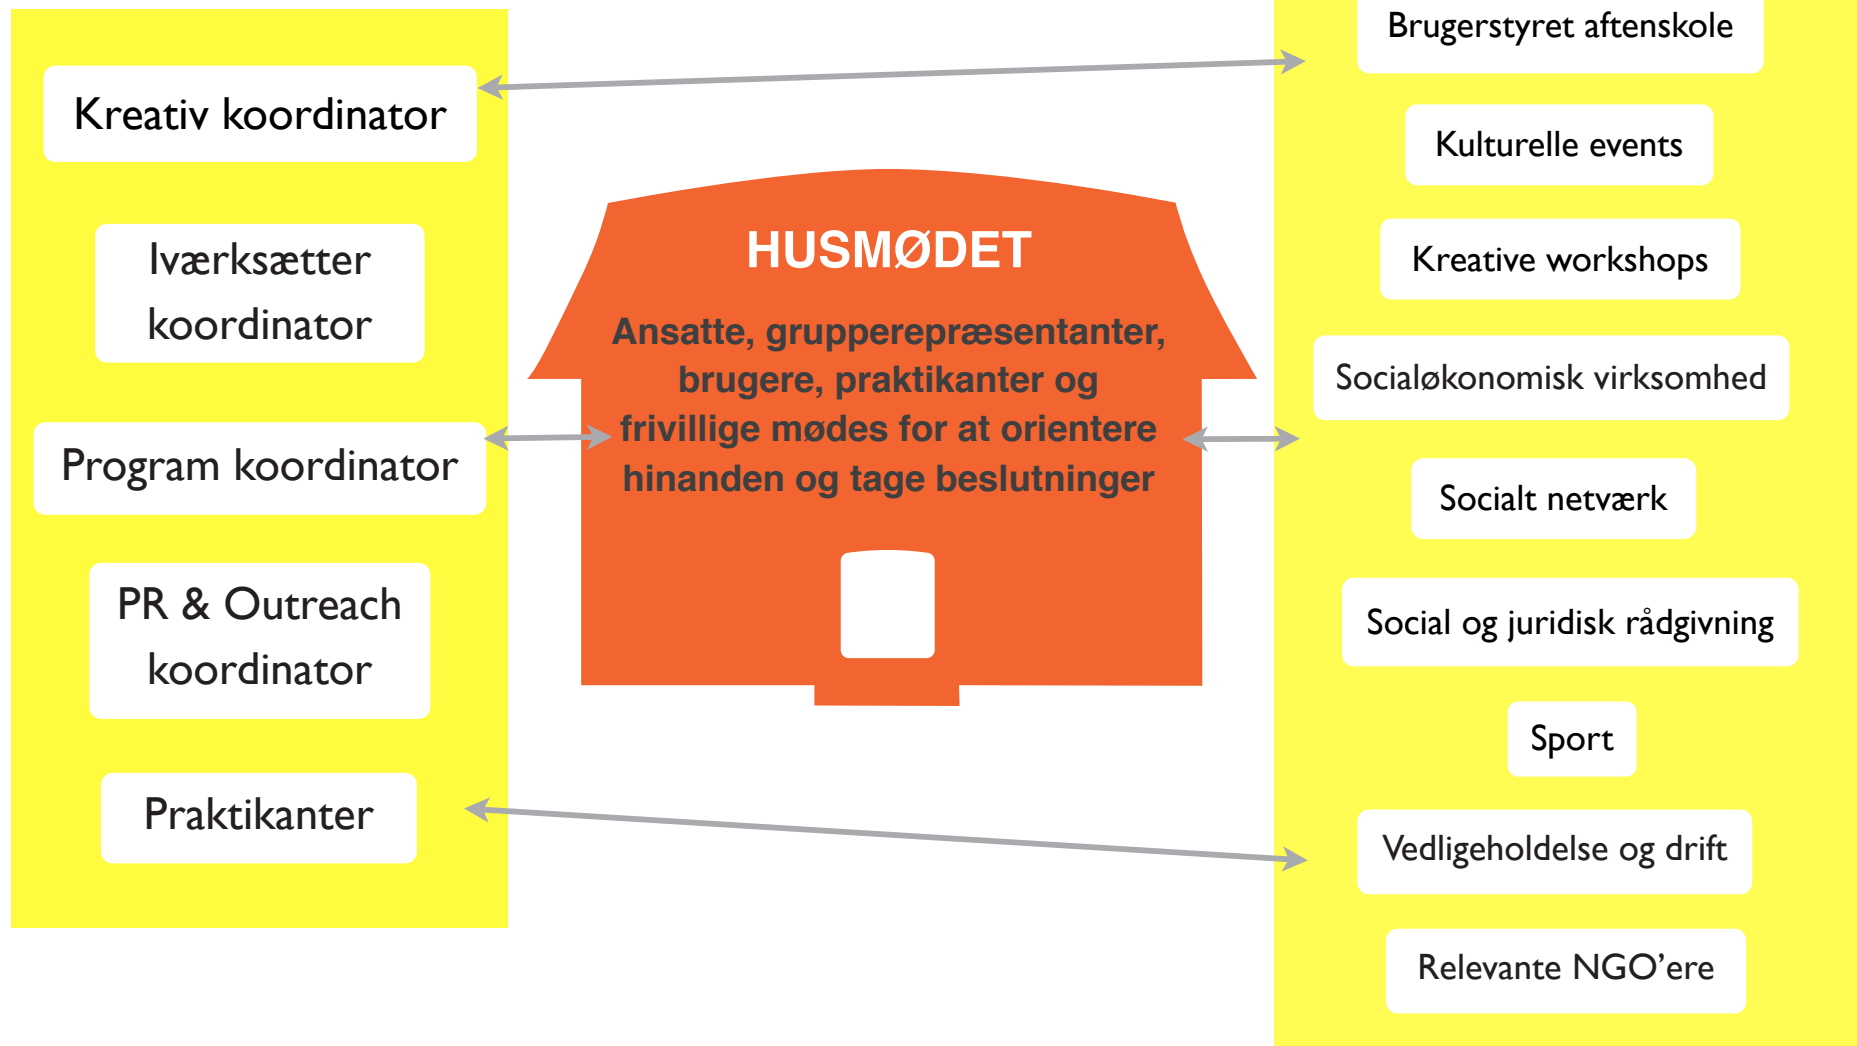 Kreativ koordinator
Iværksætter
koordinator
Program koordinator
PR & Outreach
koordinator
Praktikanter
HUSMØDET
Ansatte, grupperepræsentanter,
brugere, praktikanter og
frivillige mødes for at orientere
hinanden og tage beslutninger
Brugerstyret aftenskole
Kulturelle events
Kreative workshops
Socialøkonomisk virksomhed
Socialt netværk
Social og juridisk rådgivning
Sport
Vedligeholdelse og drift
Relevante NGO’ere